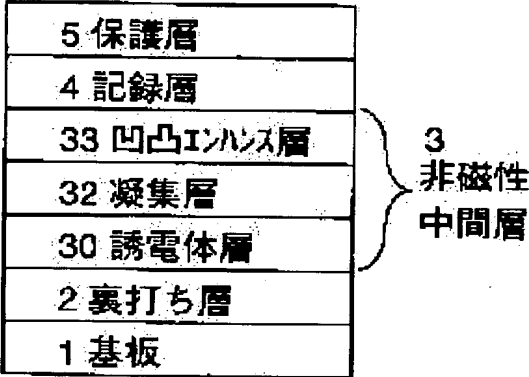 5 保護層
4 記録層
33 凹凸エンハンス層
32 凝集層
30 誘電体層
2 裏打ち層
1 基板
3
非磁性
中間層